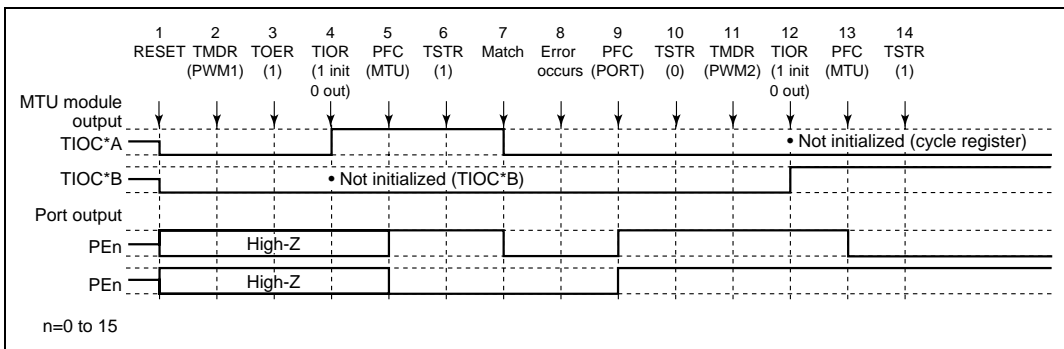 1 2 3 4 5 6 7 8 9 10 11 12 13 14
RESET TMDR TOER TIOR PFC TSTR Match Error PFC TSTR TMDR TIOR PFC TSTR
(PWM1) (1) (1 init (MTU) (1) occurs (PORT) (0) (PWM2) (1 init (MTU) (1)
0 out) 0 out)
MTU module
output
TIOC*A
• Not initialized (cycle register)
TIOC*B
• Not initialized (TIOC*B)
Port output
PEn
High-Z
PEn
High-Z
n=0 to 15